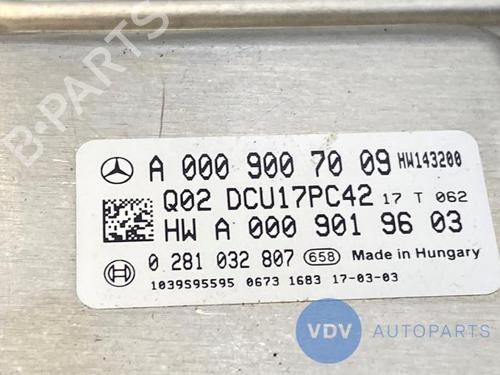 B-PARTS
A 000 900 70 09 HW143200
Q02 DCU17PC42 17 T 062
HW A 000 901 96 03
0 281 032 807 658 Made in Hungary
1039S95595 0673 1683 17-03-03
VDV AUTOPARTS